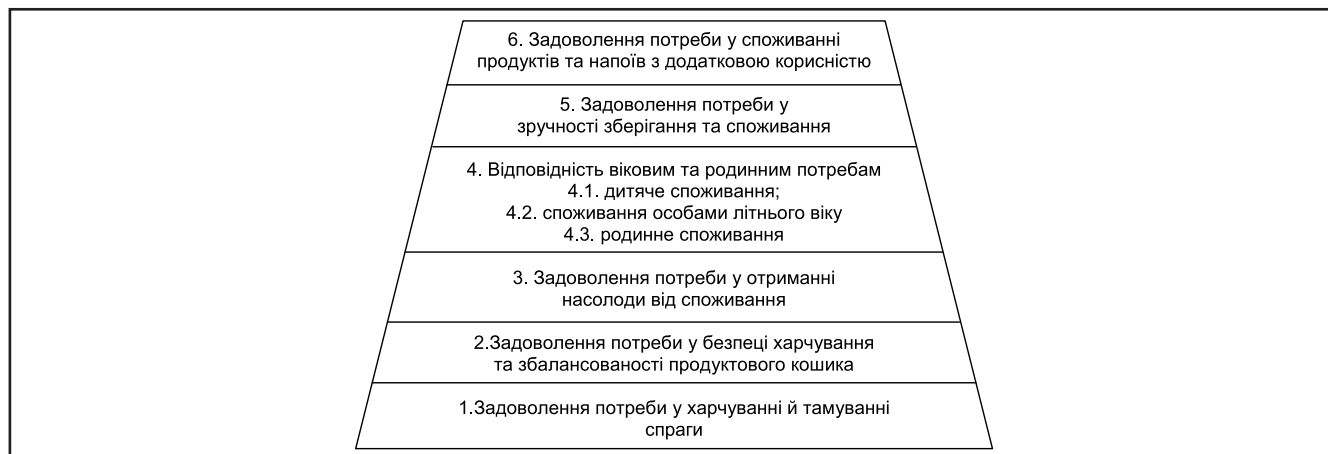 6. Задоволення потреби у споживанні
продуктів та напоїв з додатковою корисністю
5. Задоволення потреби у
зручності зберігання та споживання
4. Відповідність віковим та родинним потребам
4.1. дитяче споживання;
4.2. споживання особами літнього віку
4.3. родинне споживання
3. Задоволення потреби у отриманні
насолоди від споживання
2.Задоволення потреби у безпеці харчування
та збалансованості продуктового кошика
1.Задоволення потреби у харчуванні й тамуванні
спраги